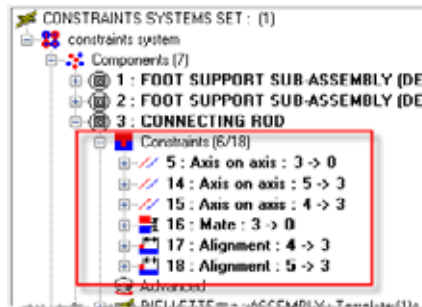 CONSTRAINTS SYSTEMS SET : (1)
constraints system
Components (7)
1 : FOOT SUPPORT SUB-ASSEMBLY (DE
2 : FOOT SUPPORT SUB-ASSEMBLY (DE
3 : CONNECTING ROD
Constraints (6/18)
5 : Axis on axis : 3 -> 0
14 : Axis on axis : 5 -> 3
15 : Axis on axis : 4 -> 3
16 : Mate : 3 -> 0
17 : Alignment : 4 -> 3
18 : Alignment : 5 -> 3
Advanced